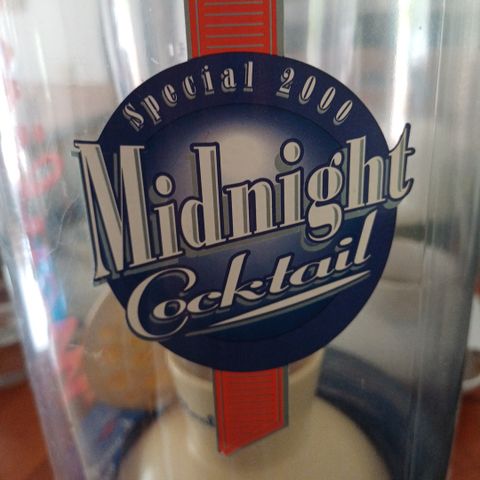 Special 2000
Midnight
Cocktail